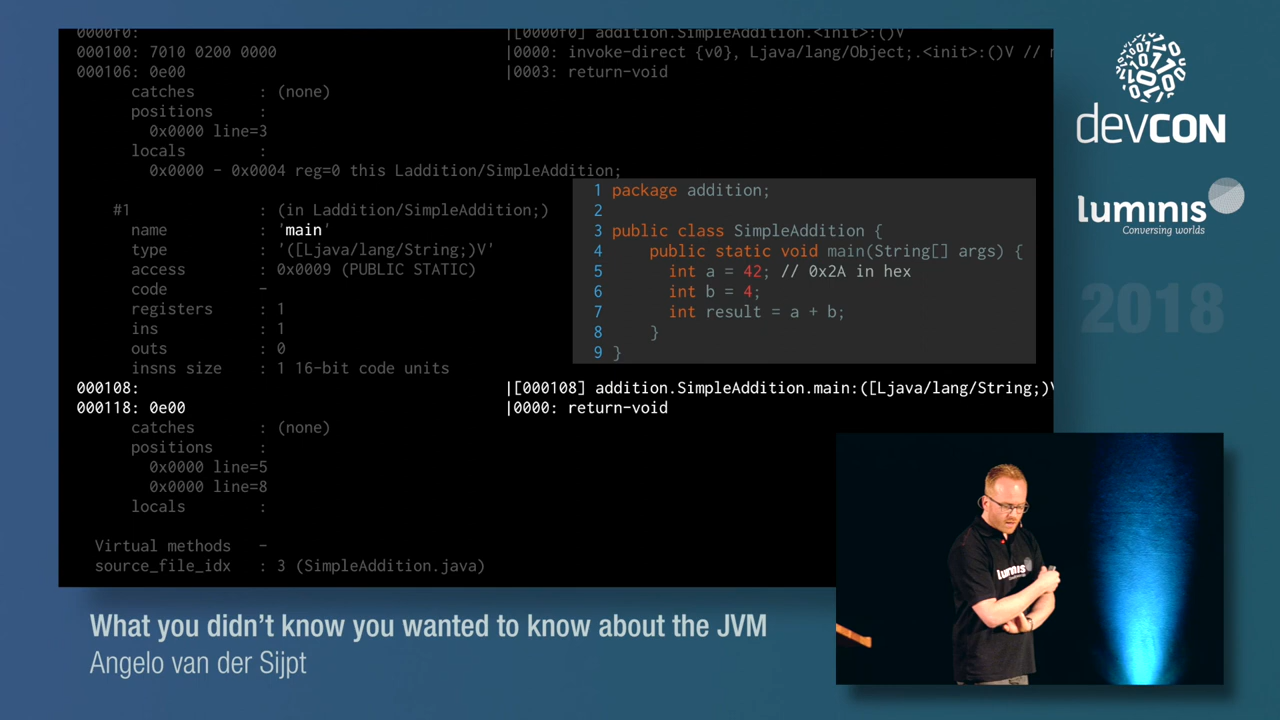 0000f0: |[0000f0] addition.SimpleAddition.<init>:()V
000100: 7010 0200 0000 |0000: invoke-direct {v0}, Ljava/lang/Object;.<init>:()V //
000106: 0e00 |0003: return-void
catches : (none)
positions :
0x0000 line=3
locals :
0x0000 - 0x0004 reg=0 this Laddition/SimpleAddition;
#1 : (in Laddition/SimpleAddition;)
name : 'main'
type : '([Ljava/lang/String;)V'
access : 0x0009 (PUBLIC STATIC)
code -
registers : 1
ins : 1
outs : 0
insns size : 1 16-bit code units
000108: |[000108] addition.SimpleAddition.main:([Ljava/lang/String;)V
000118: 0e00 |0000: return-void
catches : (none)
positions :
0x0000 line=5
0x0000 line=8
locals :
Virtual methods -
source_file_idx : 3 (SimpleAddition.java)
1 package addition;
2
3 public class SimpleAddition {
4 public static void main(String[] args) {
5 int a = 42; // 0x2A in hex
6 int b = 4;
7 int result = a + b;
8 }
9 }
devCON
luminis
Conversing worlds
2018
luminis
What you didn't know you wanted to know about the JVM
Angelo van der Sijpt